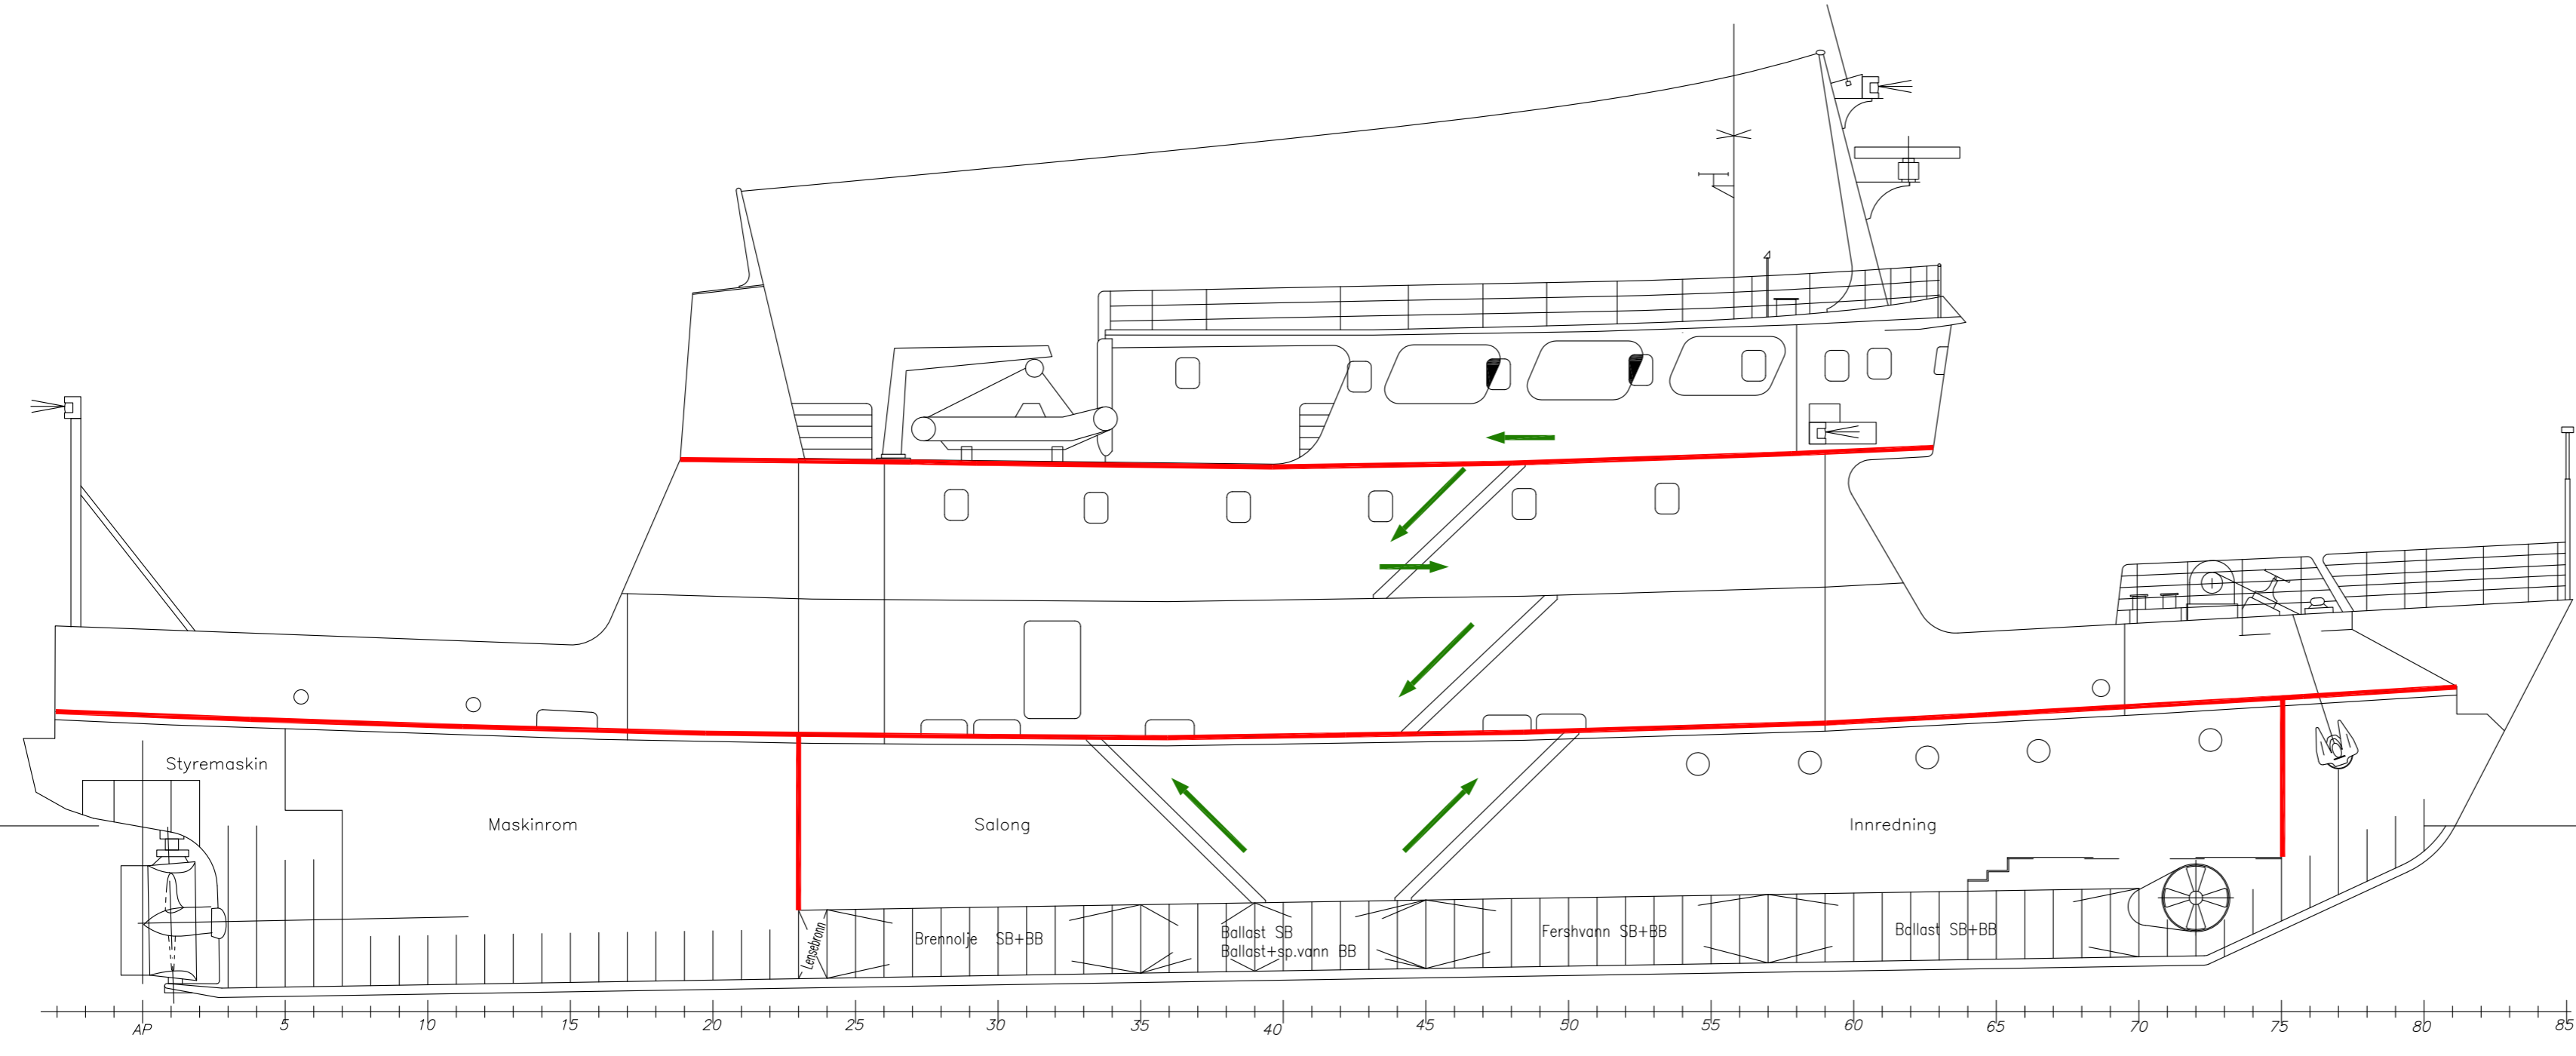 Styremaskin
Maskinrom
Salong
Innredning
Lensebronn
Brennolje SB+BB
Ballast SB
Ballast+sp.vann BB
Fershvann SB+BB
Ballast SB+BB
AP 5 10 15 20 25 30 35 40 45 50 55 60 65 70 75 80 85